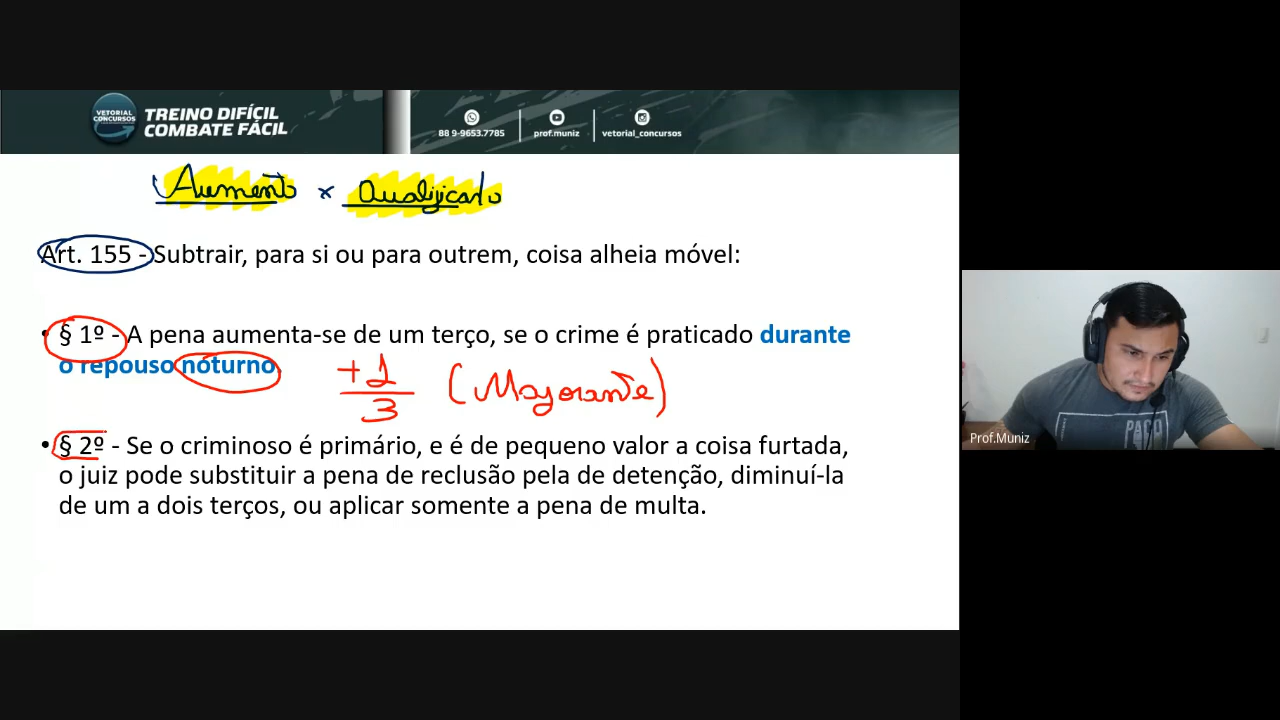 VETORIAL
CONCURSOS
TREINO DIFÍCIL
COMBATE FÁCIL
88 9-9653.7785
prof.muniz
vetorial_concursos
Aumento x Qualificado
Art. 155 - Subtrair, para si ou para outrem, coisa alheia móvel:
• § 1º - A pena aumenta-se de um terço, se o crime é praticado durante
o repouso noturno
+1
3
(Majorante)
• § 2º - Se o criminoso é primário, e é de pequeno valor a coisa furtada,
o juiz pode substituir a pena de reclusão pela de detenção, diminuí-la
de um a dois terços, ou aplicar somente a pena de multa.
Prof.Muniz